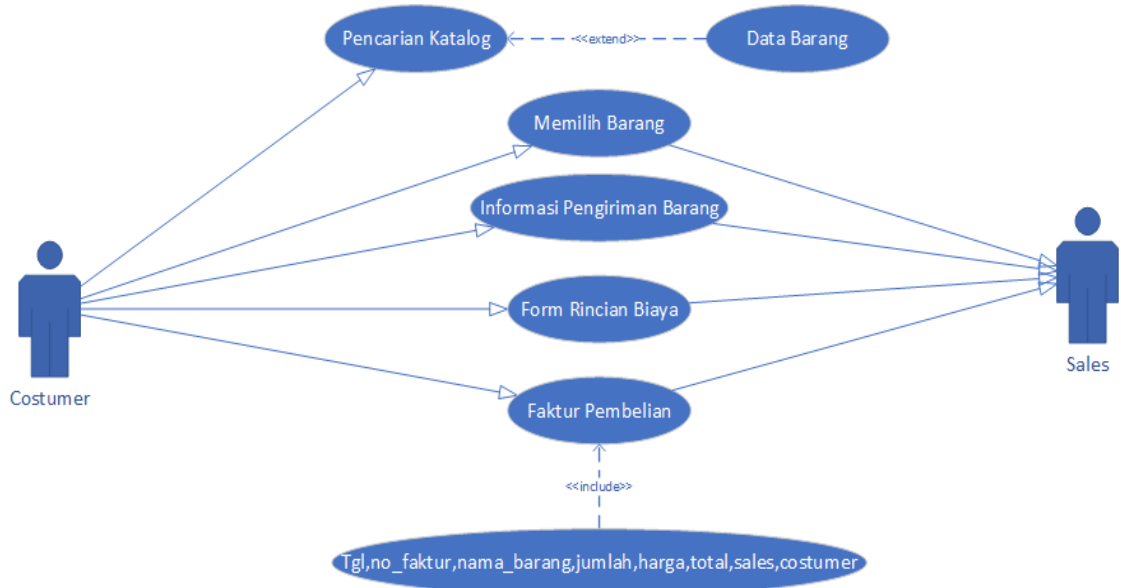 Pencarian Katalog
<<extend>>
Data Barang
Memilih Barang
Informasi Pengiriman Barang
Form Rincian Biaya
Costumer
Sales
Faktur Pembelian
<<include>>
Tgl,no_faktur,nama_barang,jumlah,harga,total,sales,costumer